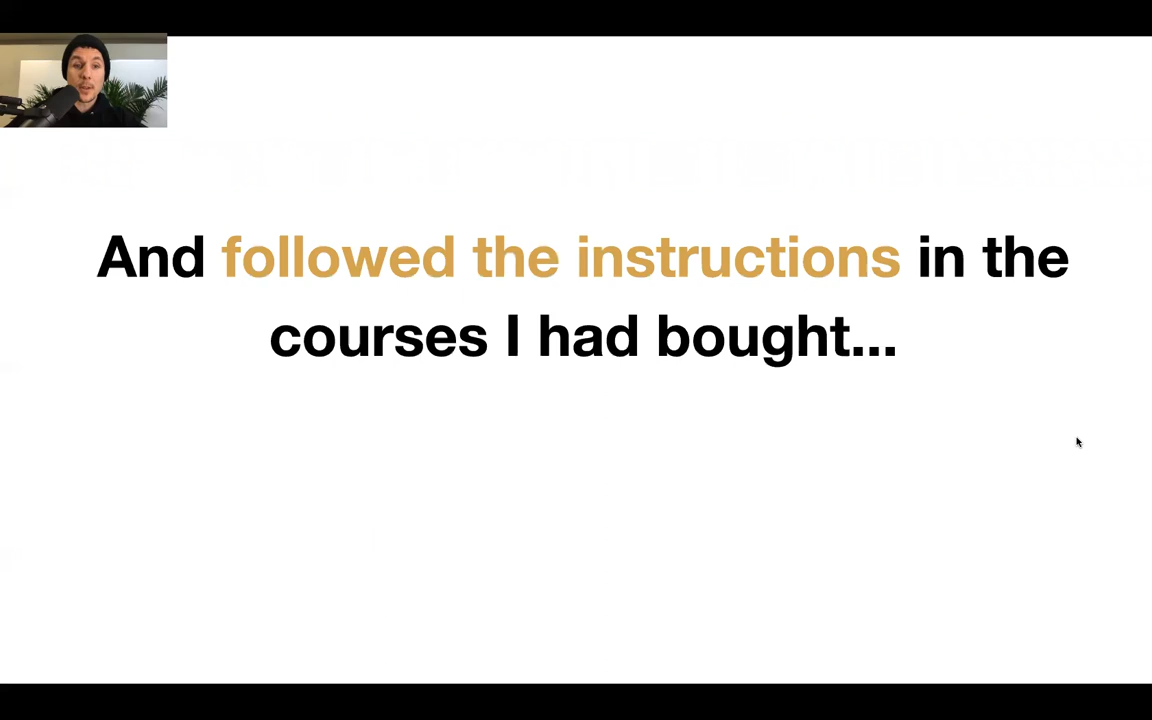 And followed the instructions in the
courses I had bought...